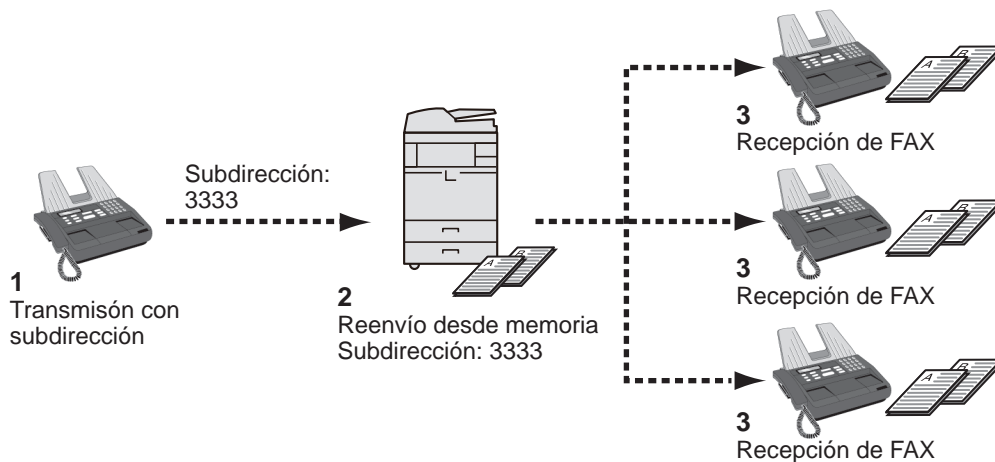 Subdirección:
3333
1
Transmisón con
subdirección
A
B
2
Reenvío desde memoria
Subdirección: 3333
A
B
3
Recepción de FAX
A
B
3
Recepción de FAX
A
B
3
Recepción de FAX